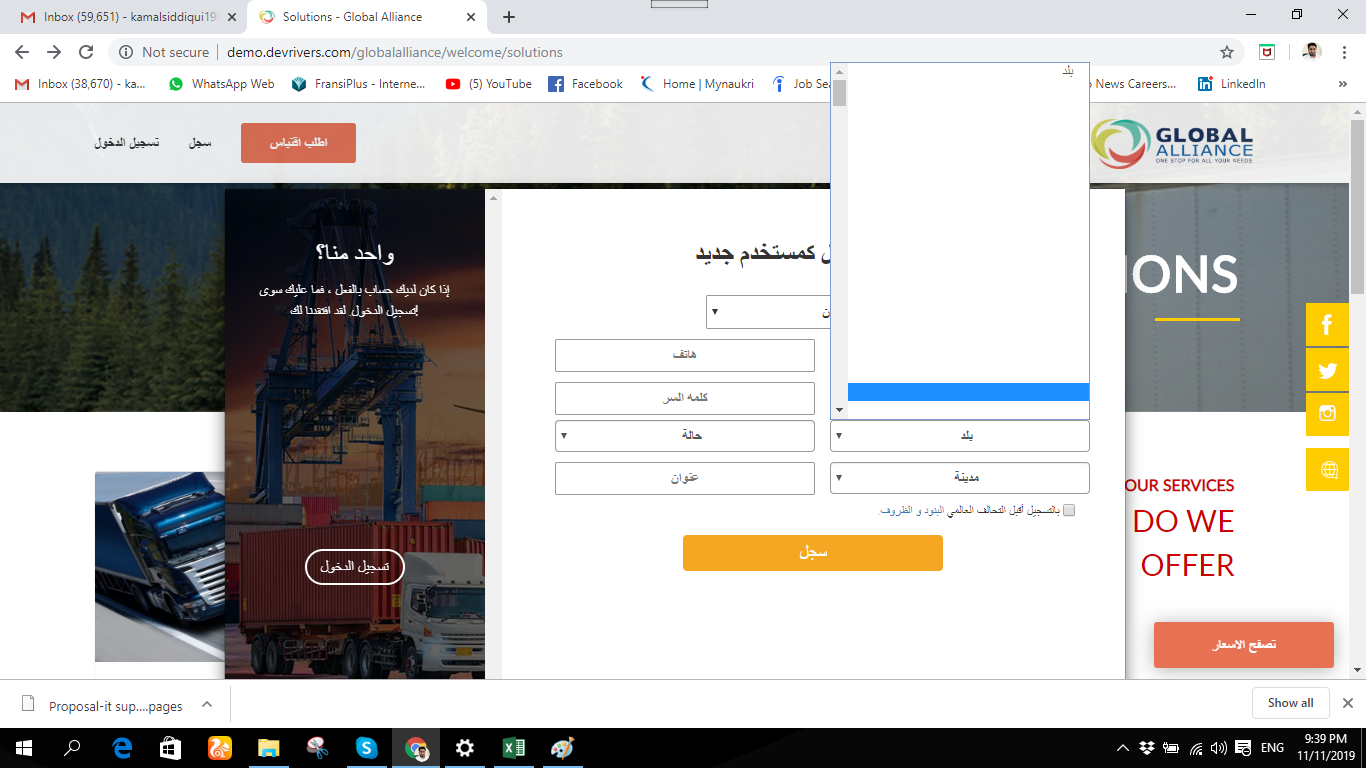 Inbox (59,651) - kamalsiddiqui19
Solutions - Global Alliance
Not secure
demo.devrivers.com/globalalliance/welcome/solutions
Inbox (38,670) - ka...
WhatsApp Web
FransiPlus - Interne...
(5) YouTube
Facebook
Home | Mynaukri
Job Sea
News Careers...
LinkedIn
»
بلد
تسجيل الدخول
سجل
اطلب اقتباس
GLOBAL
ALLIANCE
ONE STOP FOR ALL YOUR NEEDS
واحد منا؟
إذا كان لديك حساب بالفعل ، فما عليك سوى
تسجيل الدخول. لقد افتقدنا لك!
كمستخدم جديد
IONS
هاتف
كلمه السر
حالة
بلد
عنوان
مدينة
بالتسجيل أقبل التحالف العالمي البنود و الظروف.
سجل
تسجيل الدخول
OUR SERVICES
DO WE
OFFER
تصفح الاسعار
Proposal-it sup....pages
Show all
ENG
9:39 PM
11/11/2019